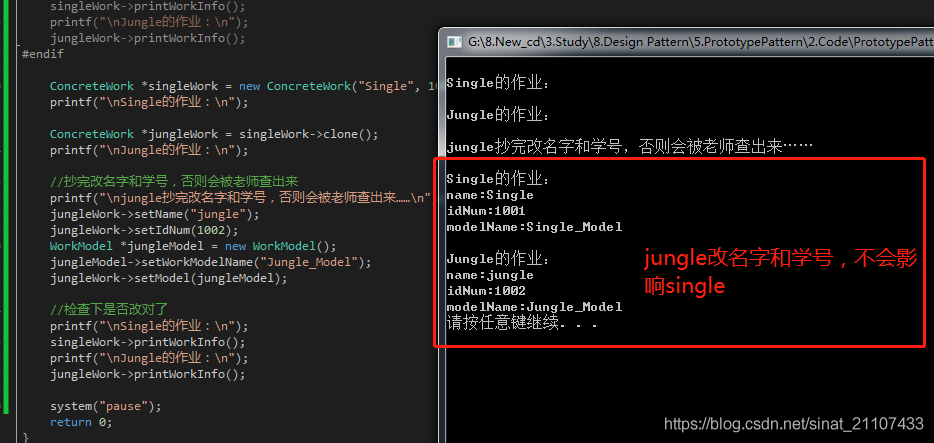 singleWork->printWorkInfo();
printf("\nJungle的作业：\n");
jungleWork->printWorkInfo();
#endif
ConcreteWork *singleWork = new ConcreteWork("Single", 10
printf("\nSingle的作业：\n");
ConcreteWork *jungleWork = singleWork->clone();
printf("\nJungle的作业：\n");
//抄完改名字和学号，否则会被老师查出来
printf("\njungle抄完改名字和学号，否则会被老师查出来……\n"
jungleWork->setName("jungle");
jungleWork->setIdNum(1002);
WorkModel *jungleModel = new WorkModel();
jungleModel->setWorkModelName("Jungle_Model");
jungleWork->setModel(jungleModel);
//检查下是否改对了
printf("\nSingle的作业：\n");
singleWork->printWorkInfo();
printf("\nJungle的作业：\n");
jungleWork->printWorkInfo();
system("pause");
return 0;
}
G:\8.New_cd\3.Study\8.Design Pattern\5.PrototypePattern\2.Code\PrototypePatt
Single的作业：
Jungle的作业：
jungle抄完改名字和学号，否则会被老师查出来……
Single的作业：
name:Single
idNum:1001
modelName:Single_Model
Jungle的作业：
name:jungle
idNum:1002
modelName:Jungle_Model
请按任意键继续. . .
jungle改名字和学号，不会影
响single
https://blog.csdn.net/sinat_21107433